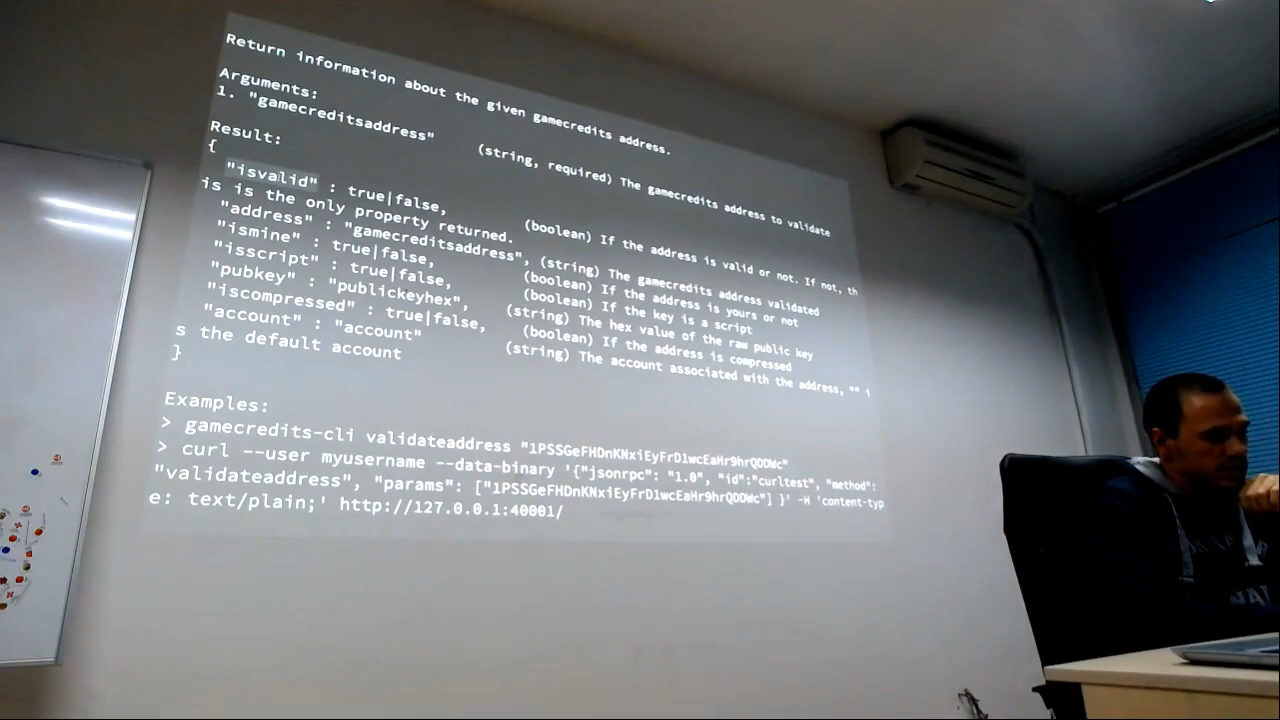 Return information about the given gamecredits address.
Arguments:
1. "gamecreditsaddress" (string, required) The gamecredits address to validate
Result:
{
"isvalid" : true|false, (boolean) If the address is valid or not. If not, th
is is the only property returned.
"address" : "gamecreditsaddress", (string) The gamecredits address validated
"ismine" : true|false, (boolean) If the address is yours or not
"isscript" : true|false, (boolean) If the key is a script
"pubkey" : "publickeyhex", (string) The hex value of the raw public key
"iscompressed" : true|false, (boolean) If the address is compressed
"account" : "account" (string) The account associated with the address, "" i
s the default account
}
Examples:
> gamecredits-cli validateaddress "1PSSGeFHDnKNxiEyFrD1wcEaHr9hrQDDWc"
> curl --user myusername --data-binary '{"jsonrpc": "1.0", "id":"curltest", "method":
"validateaddress", "params": ["1PSSGeFHDnKNxiEyFrD1wcEaHr9hrQDDWc"] }' -H 'content-typ
e: text/plain;' http://127.0.0.1:40001/